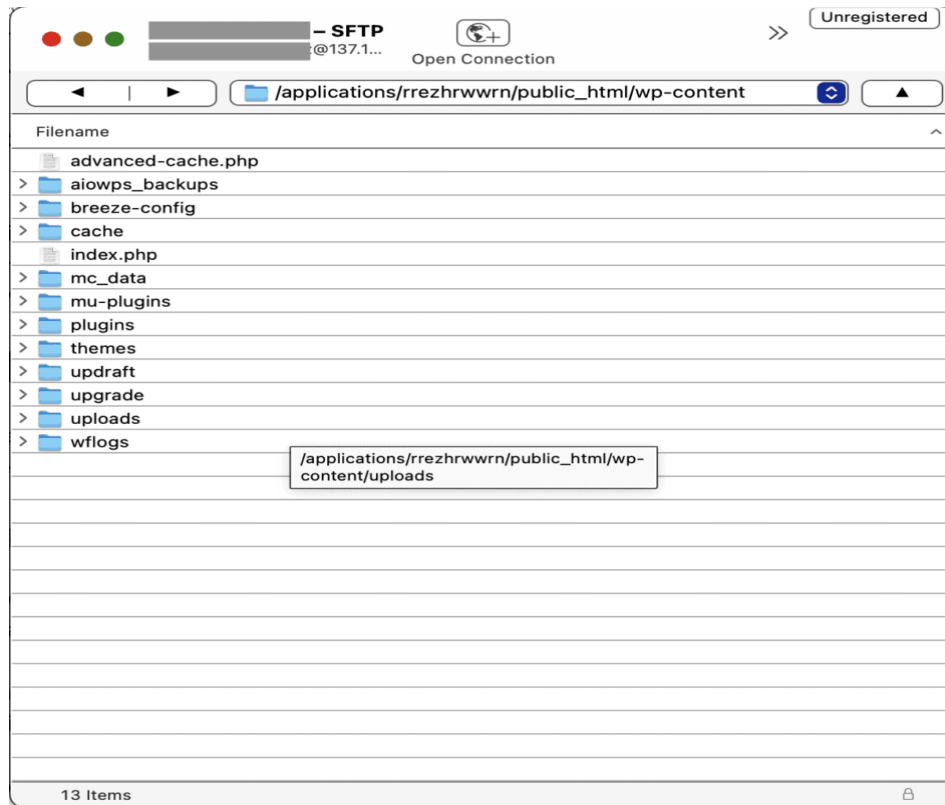 – SFTP
Unregistered
@137.1...
Open Connection
/applications/rrezhrwwrn/public_html/wp-content
Filename
advanced-cache.php
aiowps_backups
breeze-config
cache
index.php
mc_data
mu-plugins
plugins
themes
updraft
upgrade
uploads
wflogs
/applications/rrezhrwwrn/public_html/wp-
content/uploads
13 Items